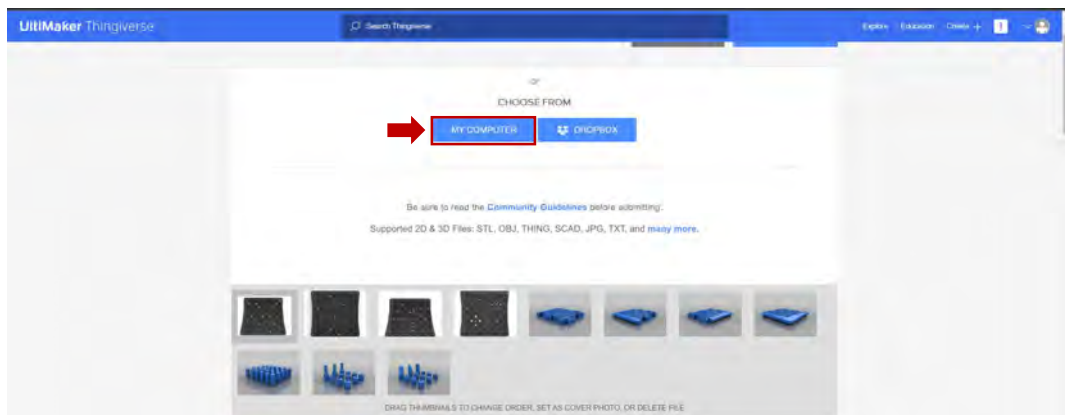 UltiMaker Thingiverse
Search Thingiverse
Explore Education Create +
1
or
CHOOSE FROM
MY COMPUTER
DROPBOX
Be sure to read the Community Guidelines before submitting.
Supported 2D & 3D Files: STL, OBJ, THING, SCAD, JPG, TXT, and many more.
DRAG THUMBNAILS TO CHANGE ORDER, SET AS COVER PHOTO, OR DELETE FILE